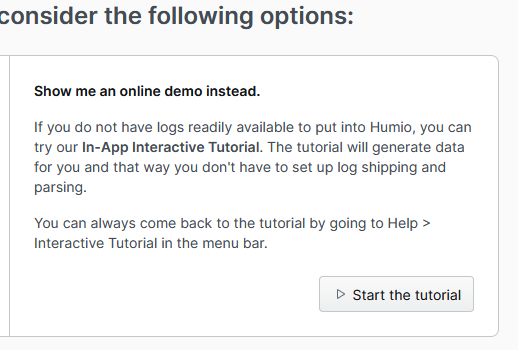 consider the following options:
Show me an online demo instead.
If you do not have logs readily available to put into Humio, you can
try our In-App Interactive Tutorial. The tutorial will generate data
for you and that way you don't have to set up log shipping and
parsing.
You can always come back to the tutorial by going to Help >
Interactive Tutorial in the menu bar.
Start the tutorial